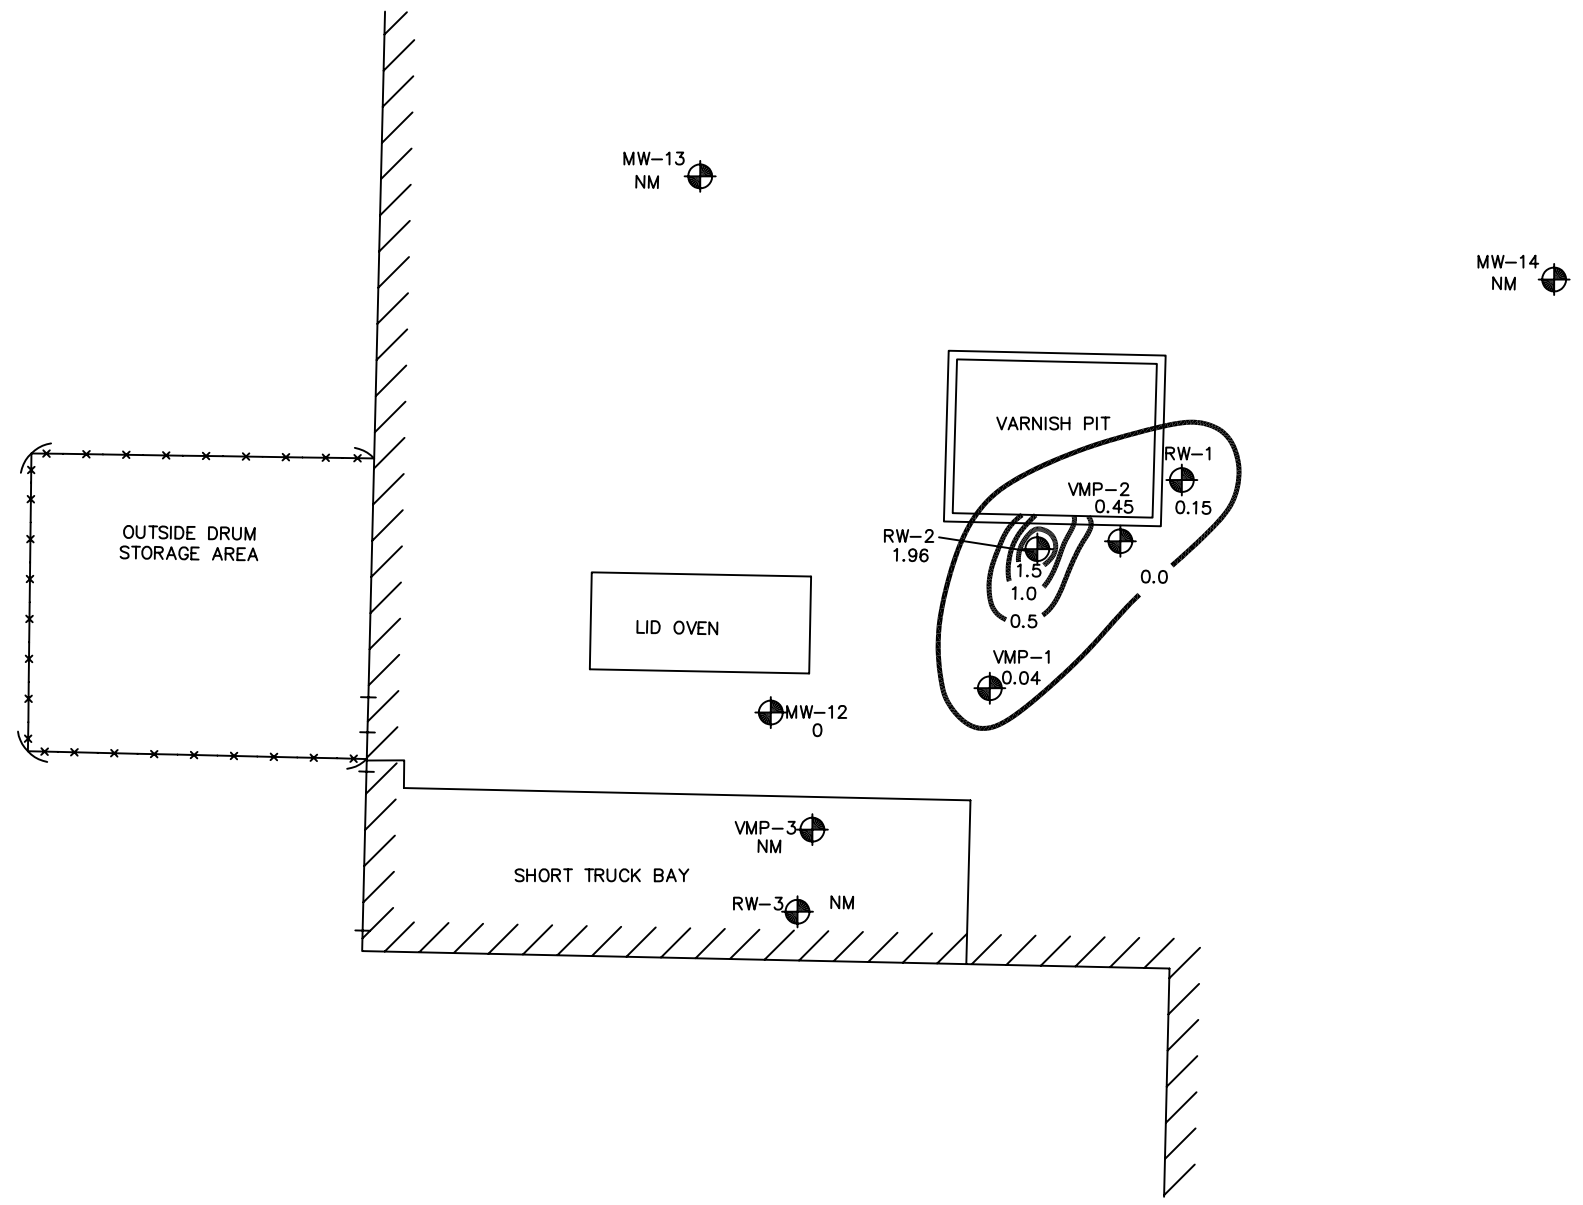 MW-13
NM
MW-14
NM
VARNISH PIT
RW-1
0.15
VMP-2
0.45
OUTSIDE DRUM
STORAGE AREA
RW-2
1.96
1.5
1.0
0.5
0.0
LID OVEN
VMP-1
0.04
MW-12
0
VMP-3
NM
SHORT TRUCK BAY
RW-3 NM